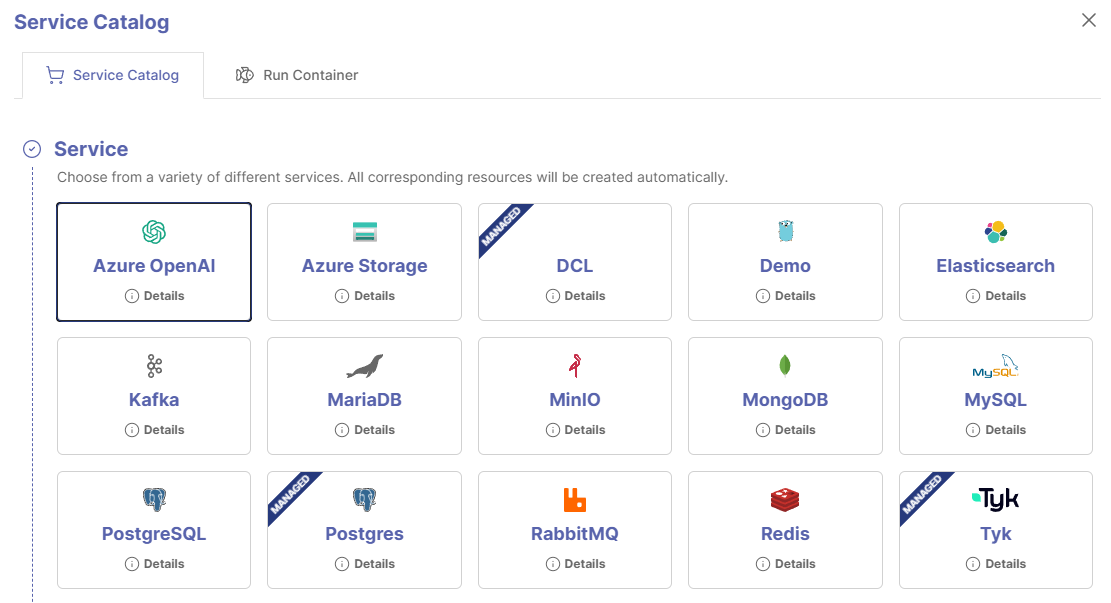 Service Catalog
Service Catalog
Run Container
Service
Choose from a variety of different services. All corresponding resources will be created automatically.
Azure OpenAI
Details
Azure Storage
Details
MANAGED
DCL
Details
Demo
Details
Elasticsearch
Details
Kafka
Details
MariaDB
Details
MinIO
Details
MongoDB
Details
MySQL
MySQL
Details
PostgreSQL
Details
MANAGED
Postgres
Details
RabbitMQ
Details
Redis
Details
MANAGED
Tyk
Tyk
Details